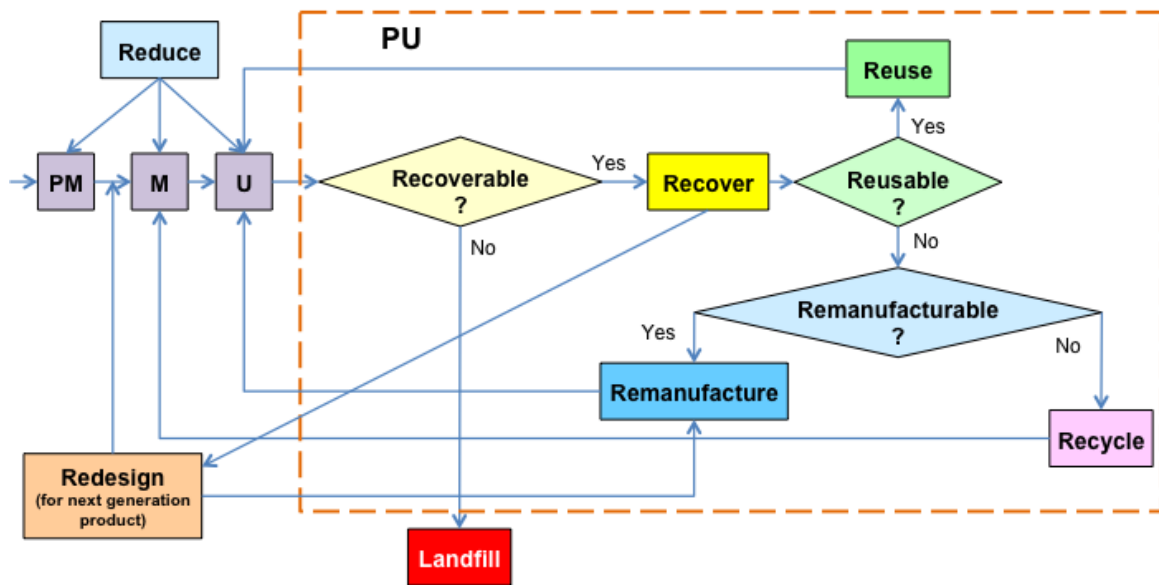 PU
Reduce
Reuse
Yes
PM
M
U
Recoverable
?
Yes
Recover
Reusable
?
No
No
Remanufacturable
?
Yes
No
Remanufacture
Recycle
Redesign
(for next generation
product)
Landfill